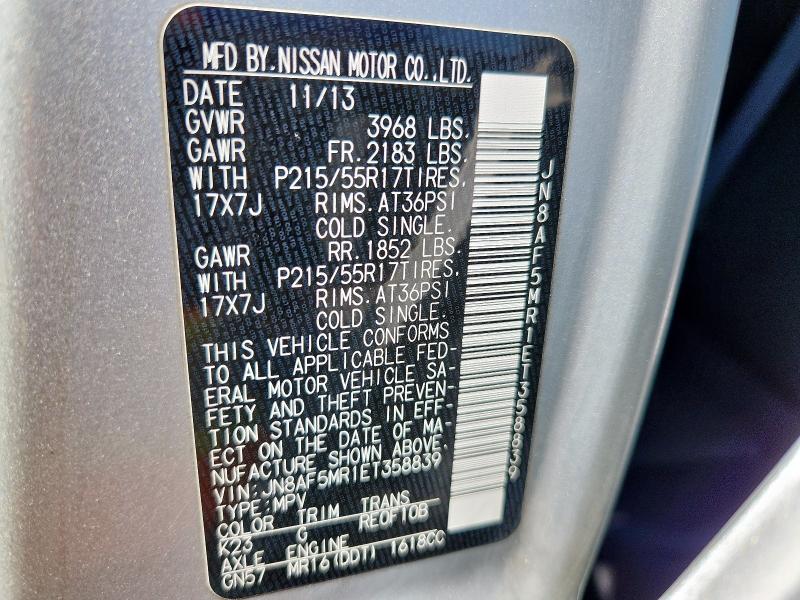 MFD BY.NISSAN MOTOR CO.,LTD.
DATE 11/13
GVWR 3968 LBS.
GAWR FR.2183 LBS.
WITH P215/55R17TIRES.
17X7J RIMS.AT36PSI
COLD SINGLE.
GAWR RR.1852 LBS.
WITH P215/55R17TIRES.
17X7J RIMS.AT36PSI
COLD SINGLE.
THIS VEHICLE CONFORMS
TO ALL APPLICABLE FED-
ERAL MOTOR VEHICLE SA-
FETY AND THEFT PREVEN-
TION STANDARDS IN EFF-
ECT ON THE DATE OF MA-
NUFACTURE SHOWN ABOVE.
VIN:JN8AF5MR1ET358839
TYPE:MPV
COLOR TRIM TRANS
K23 G RE0F10B
AXLE ENGINE
GN57 MR16(DDT) 1618CC
JN8AF5MR1ET358839